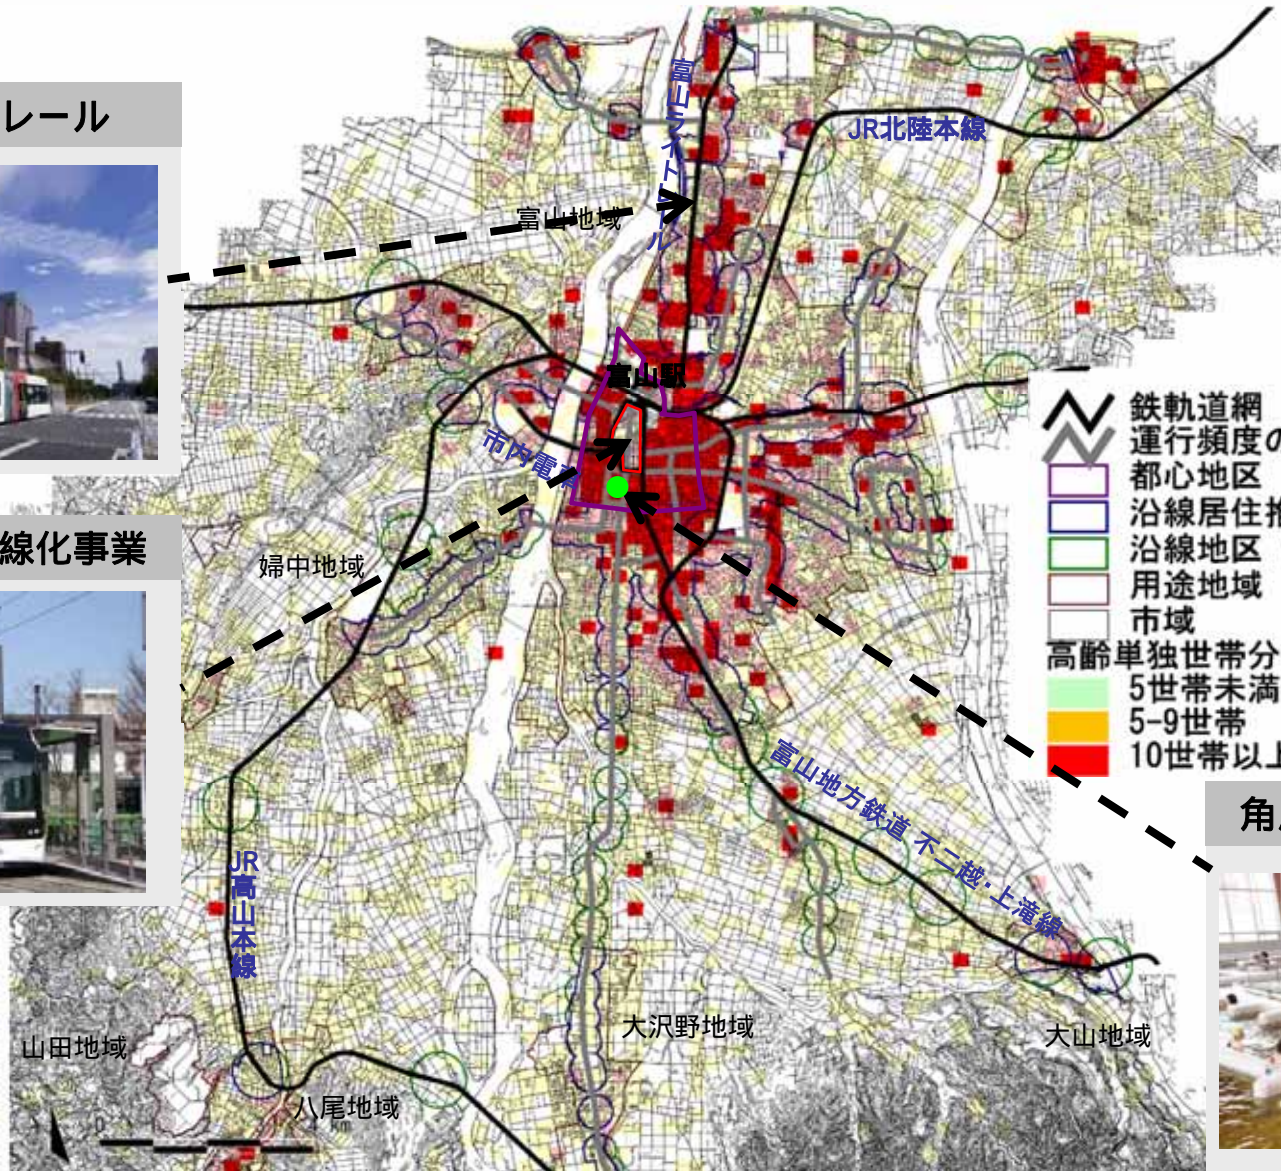 レール
JR北陸本線
富山ライトレール
富山地域
富山駅
鉄軌道網
運行頻度の
市内電
都心地区
沿線居住推
線化事業
沿線地区
婦中地域
用途地域
市域
高齢単独世帯分
5世帯未満
5-9世帯
10世帯以上
富山地方鉄道 不二越・上滝線
角
JR高山本線
大沢野地域
大山地域
山田地域
八尾地域
0 4 km